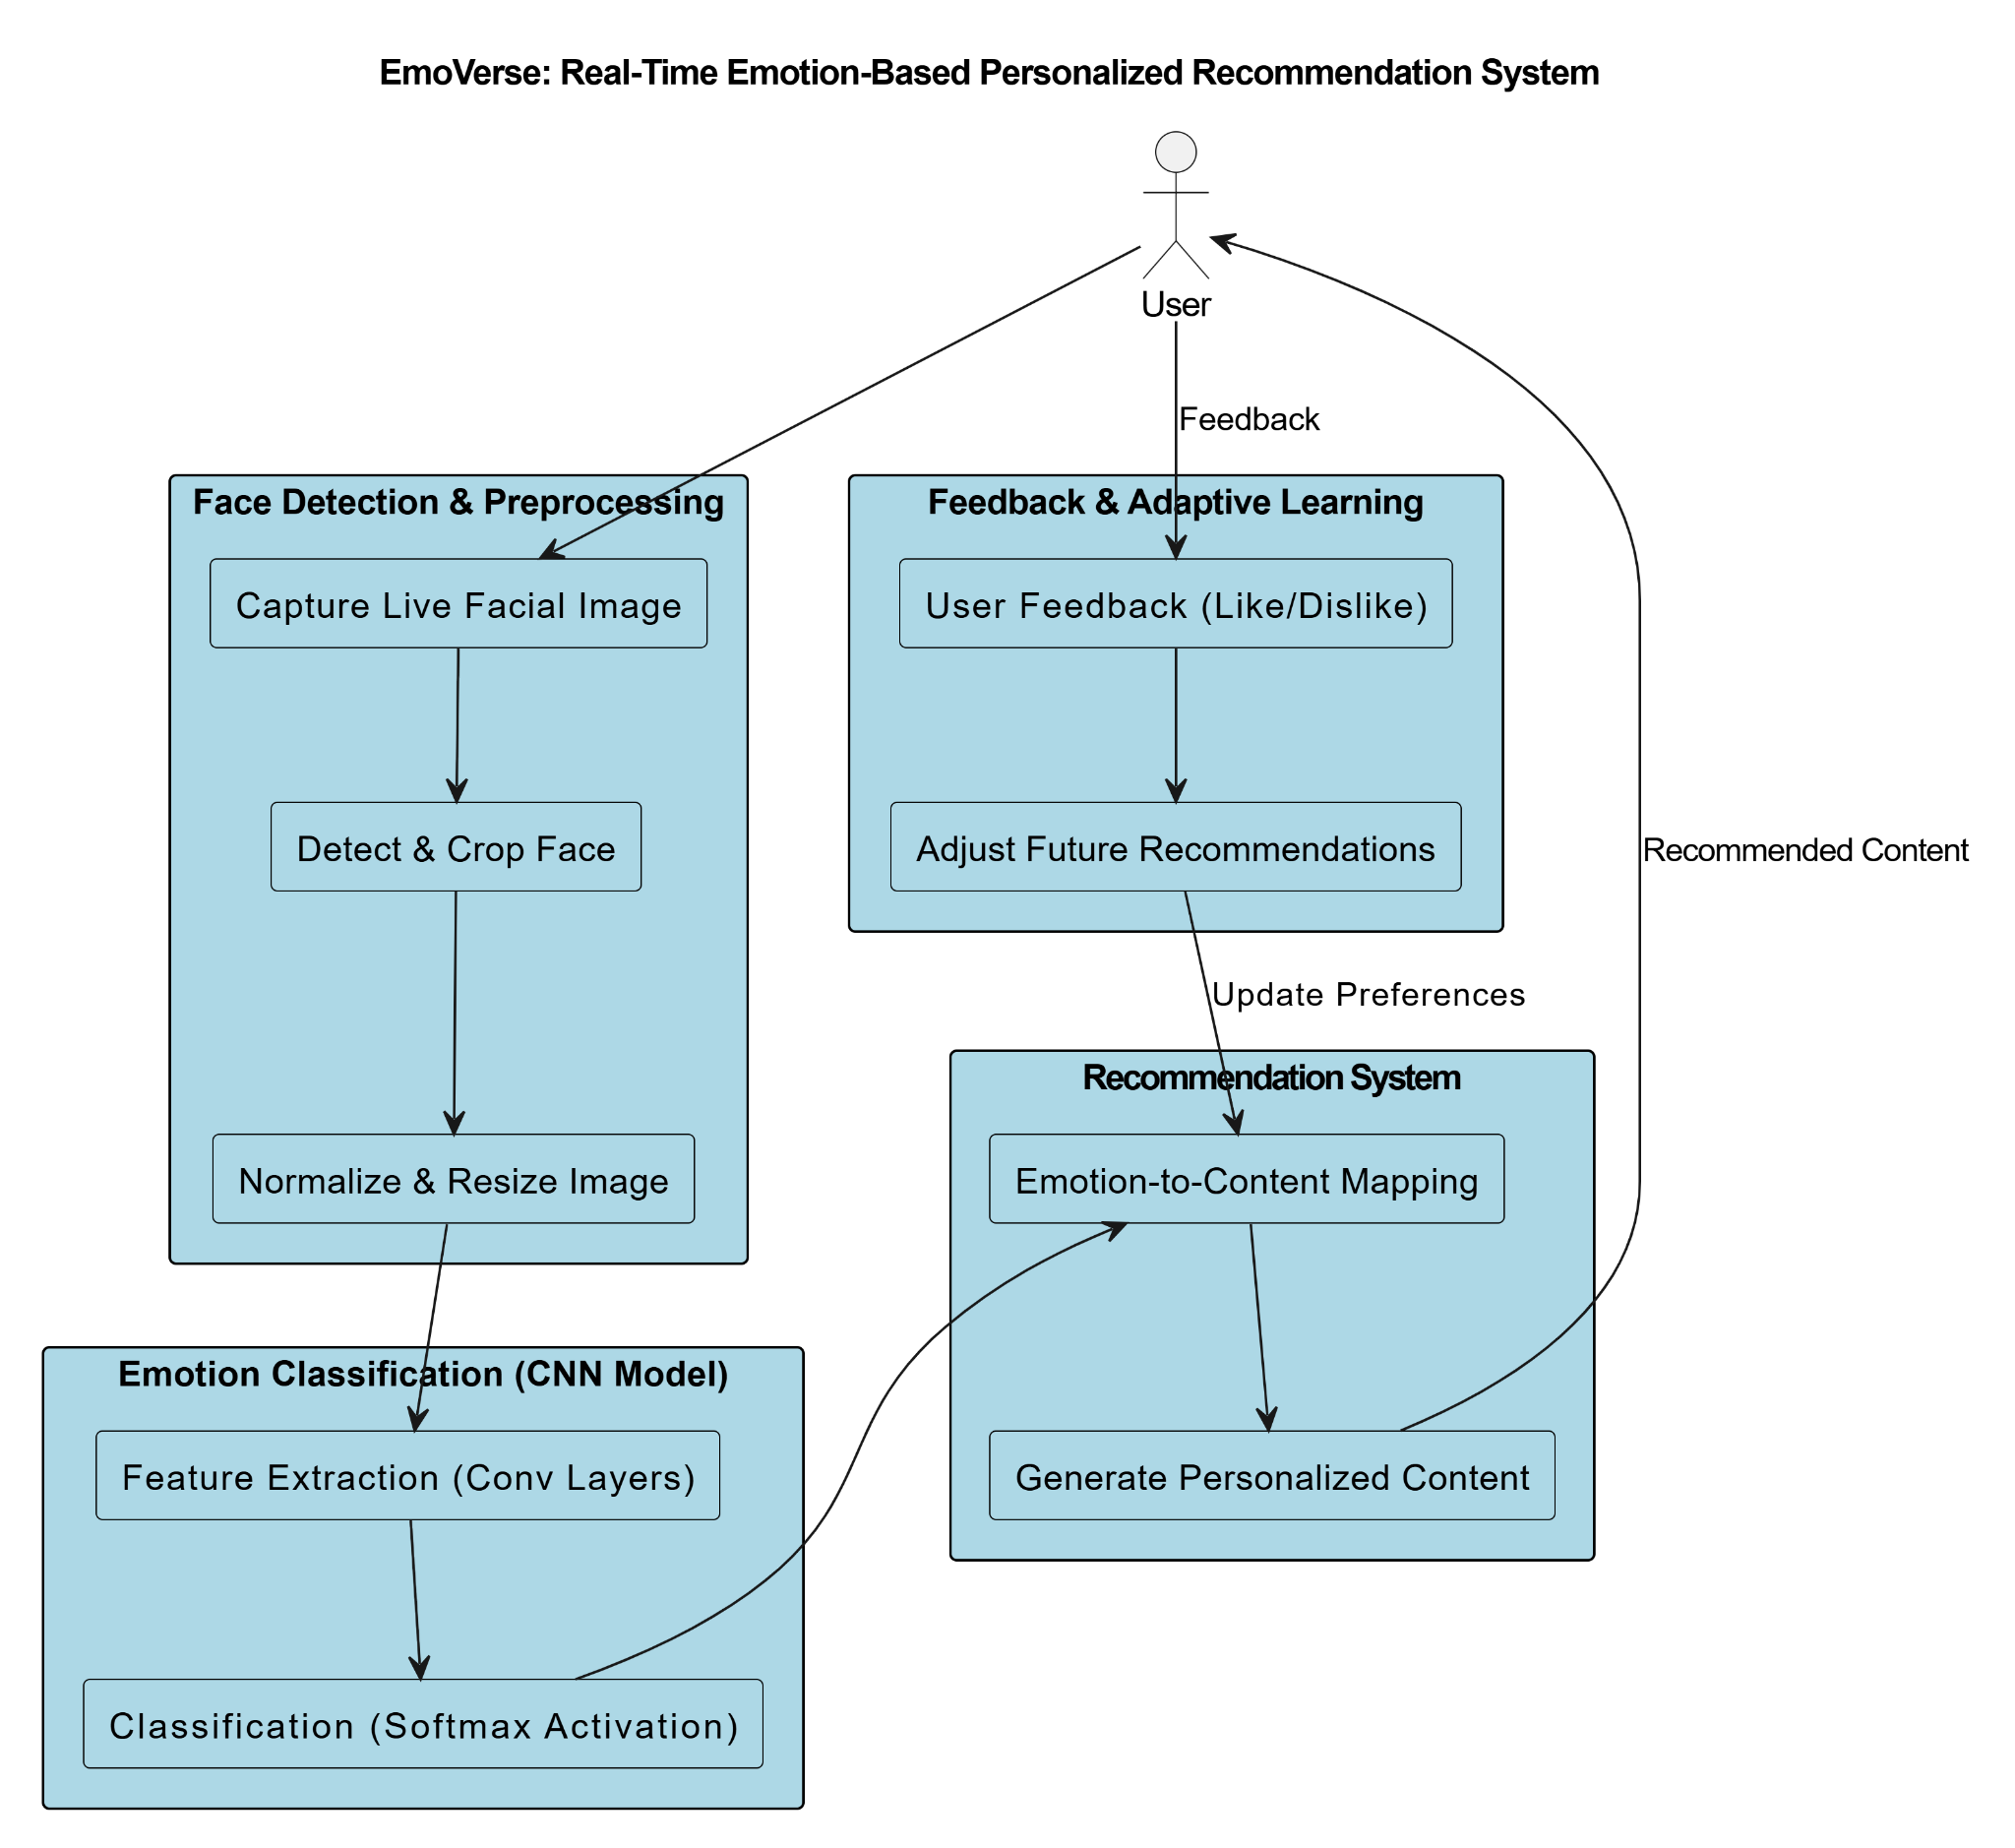 EmoVerse: Real-Time Emotion-Based Personalized Recommendation System
User
Feedback
Face Detection & Preprocessing
Capture Live Facial Image
Detect & Crop Face
Normalize & Resize Image
Feedback & Adaptive Learning
User Feedback (Like/Dislike)
Adjust Future Recommendations
Recommended Content
Update Preferences
Recommendation System
Emotion-to-Content Mapping
Generate Personalized Content
Emotion Classification (CNN Model)
Feature Extraction (Conv Layers)
Classification (Softmax Activation)